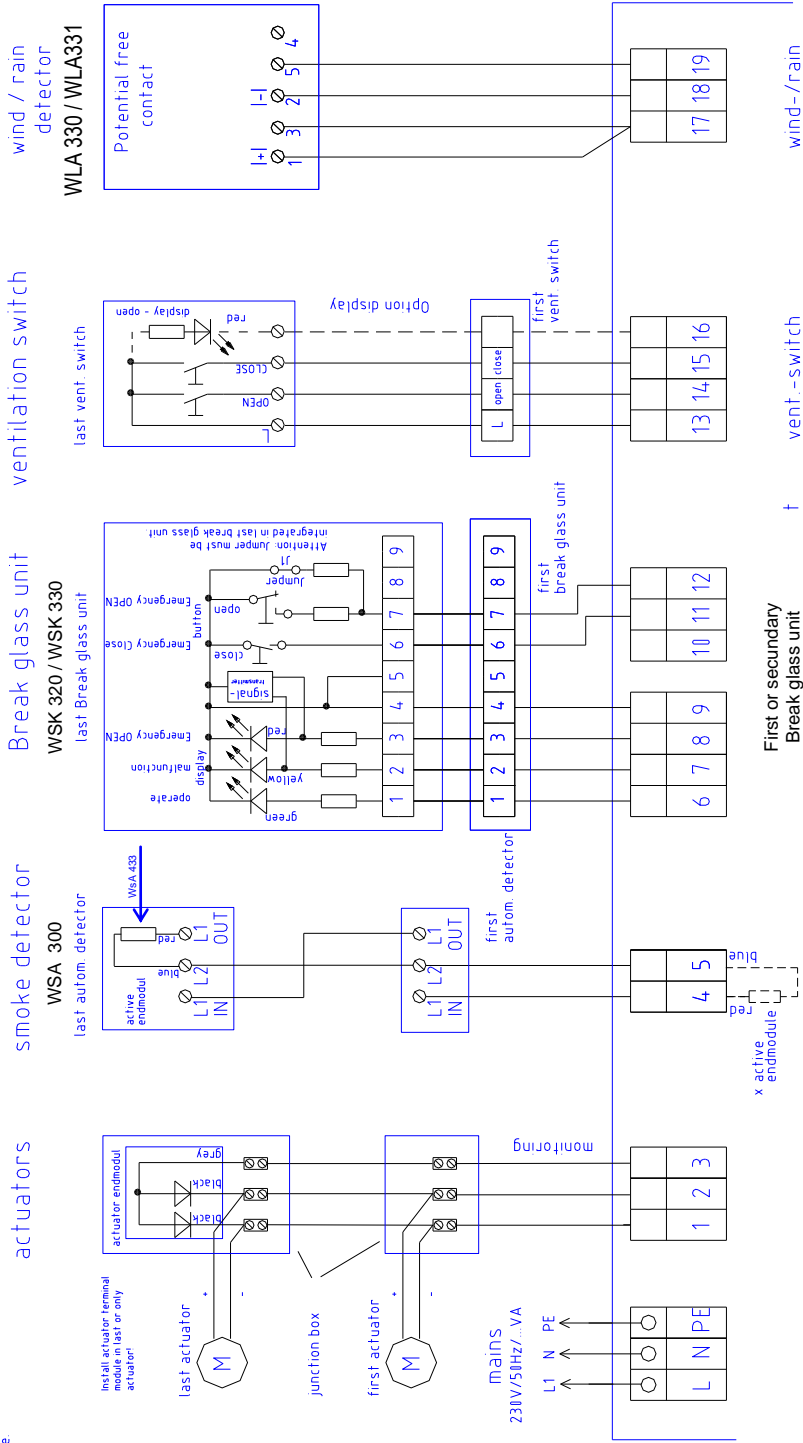 wind / rain
detector
WLA 330 / WLA331
Potential free
contact
|+|
|-|
1
3
2
5
4
17 18 19
wind-/rain
ventilation switch
last vent. switch
L
OPEN
CLOSE
red
display - open
Option display
first
vent. switch
L
open
close
13 14 15 16
vent.-switch
t
Break glass unit
WSK 320 / WSK 330
last Break glass unit
operate
malfunction
Emergency OPEN
Emergency Close
Emergency OPEN
display
button
green
yellow
red
signal-
transmitter
close
open
Jumper
J1
Attention: Jumper must be
integrated in last break glass unit.
1 2 3 4 5 6 7 8 9
1 2 3 4 5 6 7 8 9
first
break glass unit
6 7 8 9
10 11 12
First or secundary
Break glass unit
smoke detector
WSA 300
last autom. detector
WsA 433
active
endmodul
blue
red
L1
IN
L2
L1
OUT
L1
IN
L2
L1
OUT
first
autom. detector
4 5
red
blue
x active
endmodule
actuators
Install actuator terminal
module in last or only
actuator!
actuator endmodul
black
black
grey
last actuator
M
+
-
junction box
first actuator
M
+
-
monitoring
1 2 3
mains
230V/50Hz/...VA
L1 N PE
L N PE
e: